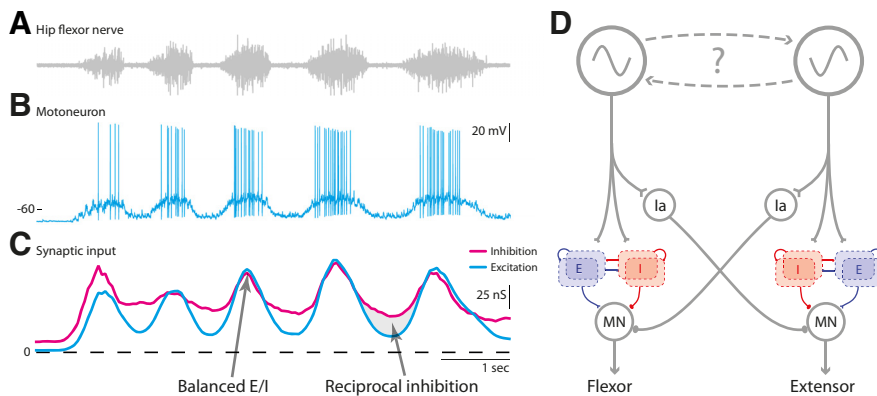 A
Hip flexor nerve
B
Motoneuron
20 mV
-60
C
Synaptic input
Inhibition
Excitation
25 nS
0
1 sec
Balanced E/I
Reciprocal inhibition
D
?
Ia
Ia
E
I
I
E
MN
MN
Flexor
Extensor